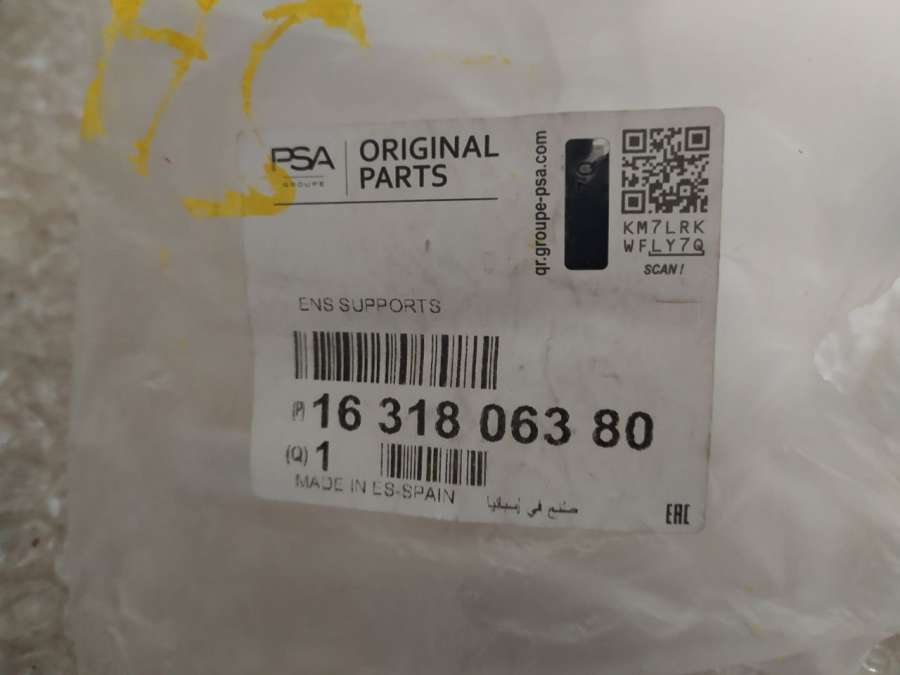 HC
PSA
GROUPE
ORIGINAL
PARTS
qr.groupe-psa.com
KM7LRK
WFLY7Q
SCAN!
ENS SUPPORTS
(P) 16 318 063 80
(Q) 1
MADE IN ES-SPAIN
صنع في إسبانيا
EAC